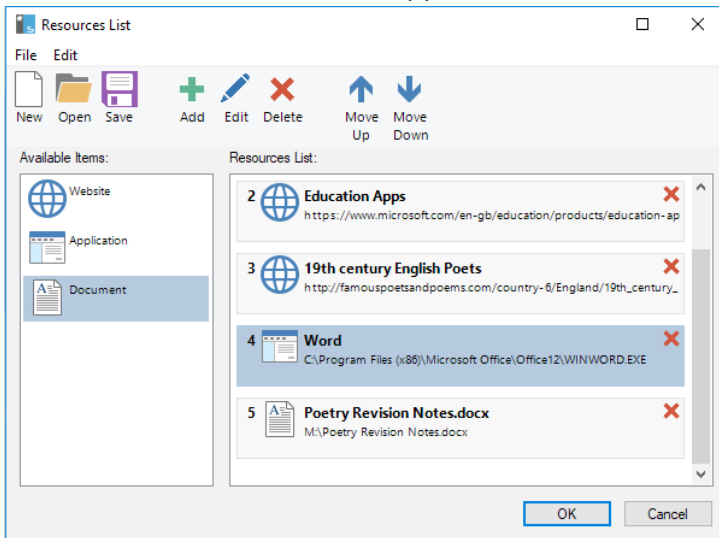 Resources List
File Edit
New Open Save Add Edit Delete Move Up Move Down
Available Items:
Website
Application
Document
Resources List:
2 Education Apps
https://www.microsoft.com/en-gb/education/products/education-ap
3 19th century English Poets
http://famouspoetsandpoems.com/country-6/England/19th_century_
4 Word
C:\Program Files (x86)\Microsoft Office\Office12\WINWORD.EXE
5 Poetry Revision Notes.docx
M:\Poetry Revision Notes.docx
OK Cancel